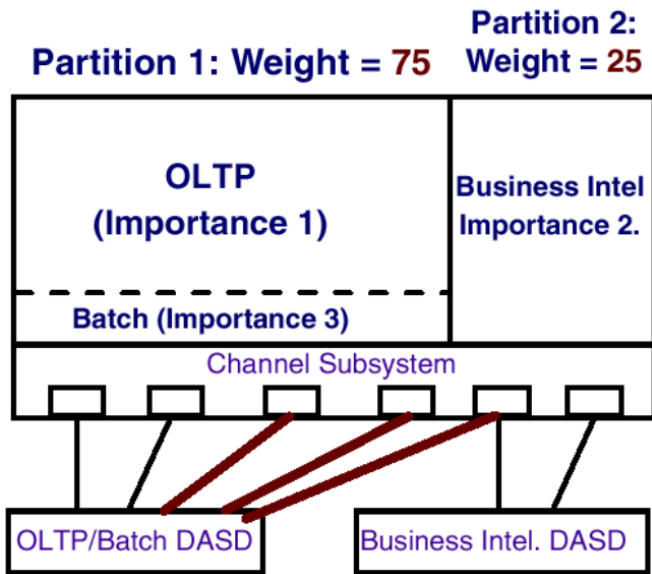 Partition 1: Weight = 75
Partition 2:
Weight = 25
OLTP
(Importance 1)
Business Intel
Importance 2.
Batch (Importance 3)
Channel Subsystem
OLTP/Batch DASD
Business Intel. DASD